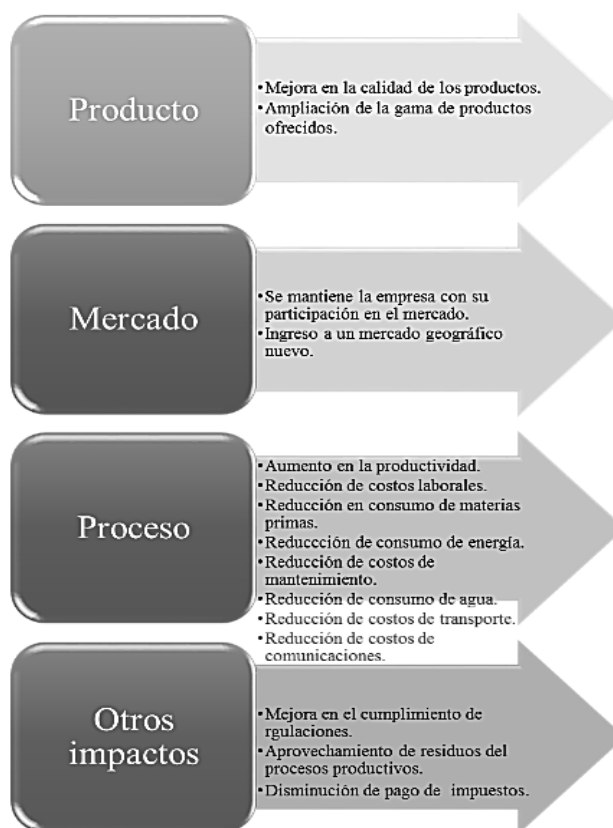 Producto
•Mejora en la calidad de los productos.
•Ampliación de la gama de productos
ofrecidos.
Mercado
•Se mantiene la empresa con su
participación en el mercado.
•Ingreso a un mercado geográfico
nuevo.
Proceso
•Aumento en la productividad.
•Reducción de costos laborales.
•Reducción en consumo de materias
primas.
•Reduccción de consumo de energía.
•Reducción de costos de
mantenimiento.
•Reducción de consumo de agua.
•Reducción de costos de transporte.
•Reducción de costos de
comunicaciones.
Otros
impactos
•Mejora en el cumplimiento de
rgulaciones.
•Aprovechamiento de residuos del
procesos productivos.
•Disminución de pago de impuestos.